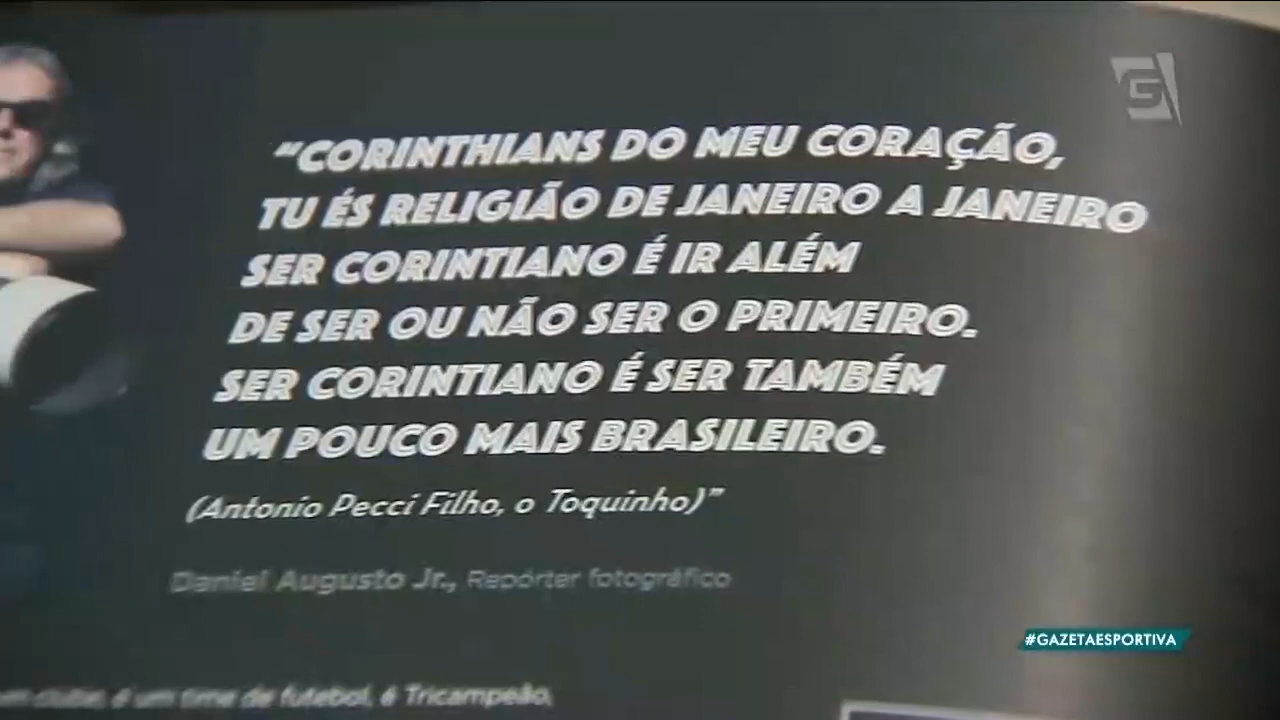 “CORINTHIANS DO MEU CORAÇÃO,
TU ÉS RELIGIÃO DE JANEIRO A JANEIRO
SER CORINTIANO É IR ALÉM
DE SER OU NÃO SER O PRIMEIRO.
SER CORINTIANO É SER TAMBÉM
UM POUCO MAIS BRASILEIRO.
(Antonio Pecci Filho, o Toquinho)”
Daniel Augusto Jr., Repórter fotográfico
#GAZETAESPORTIVA
clube, é um time de futebol, é Tricampeão,